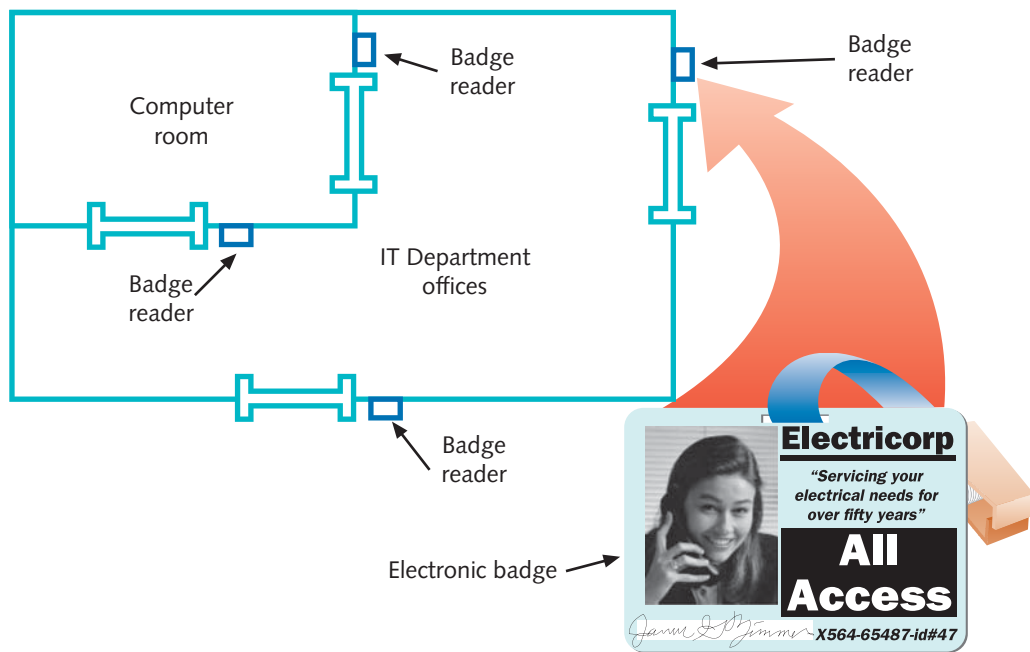 Badge
reader
Badge
reader
Computer
room
IT Department
offices
Badge
reader
Badge
reader
Electronic badge
Electricorp
“Servicing your
electrical needs for
over fifty years”
All
Access
X564-65487-id#47